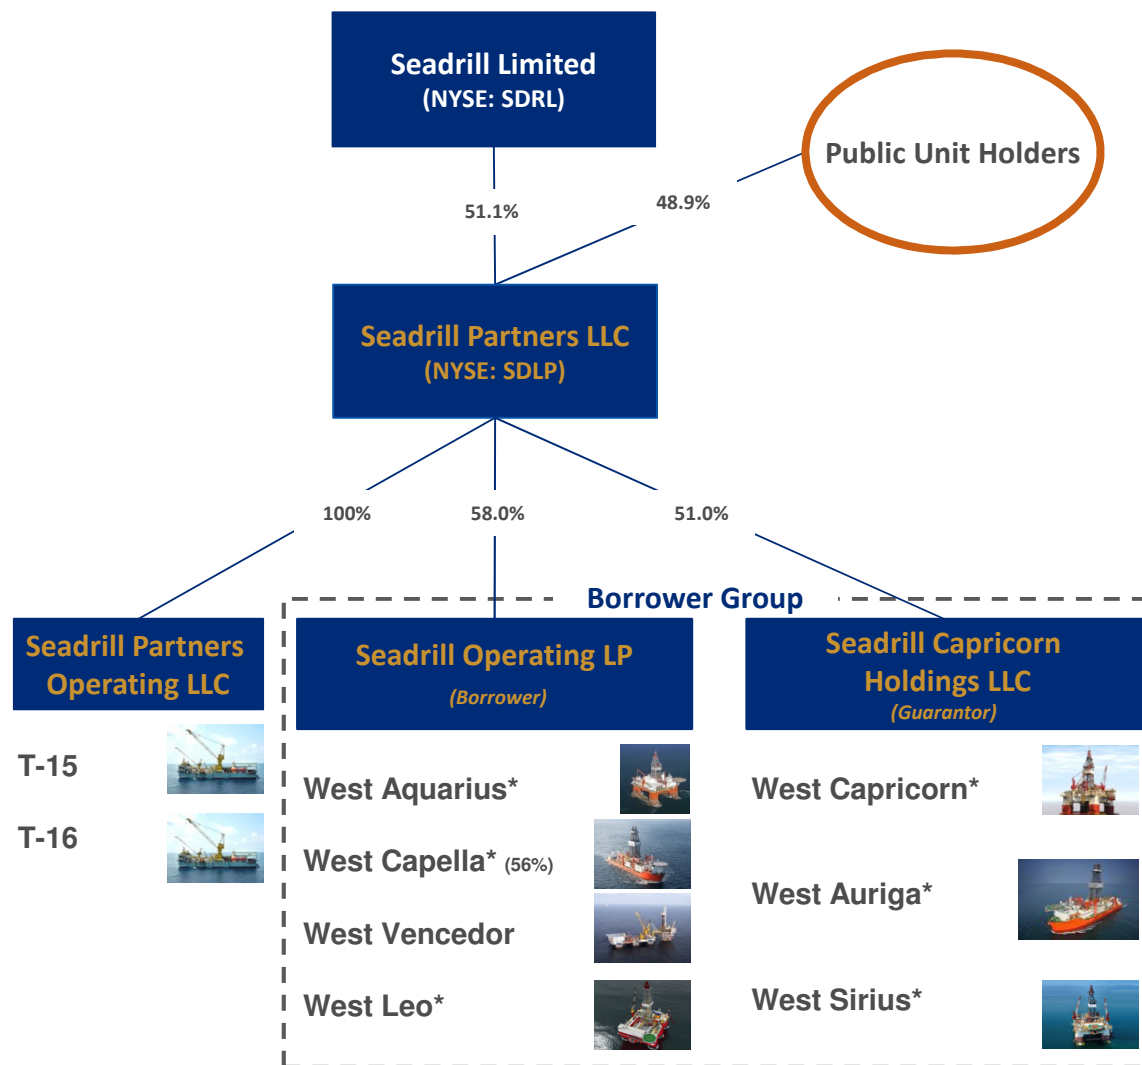 Seadrill Limited
(NYSE: SDRL)
Public Unit Holders
51.1%
48.9%
Seadrill Partners LLC
(NYSE: SDLP)
100%
58.0%
51.0%
Borrower Group
Seadrill Partners
Operating LLC
Seadrill Operating LP
(Borrower)
Seadrill Capricorn
Holdings LLC
(Guarantor)
T-15
T-16
West Aquarius*
West Capella* (56%)
West Vencedor
West Leo*
West Capricorn*
West Auriga*
West Sirius*